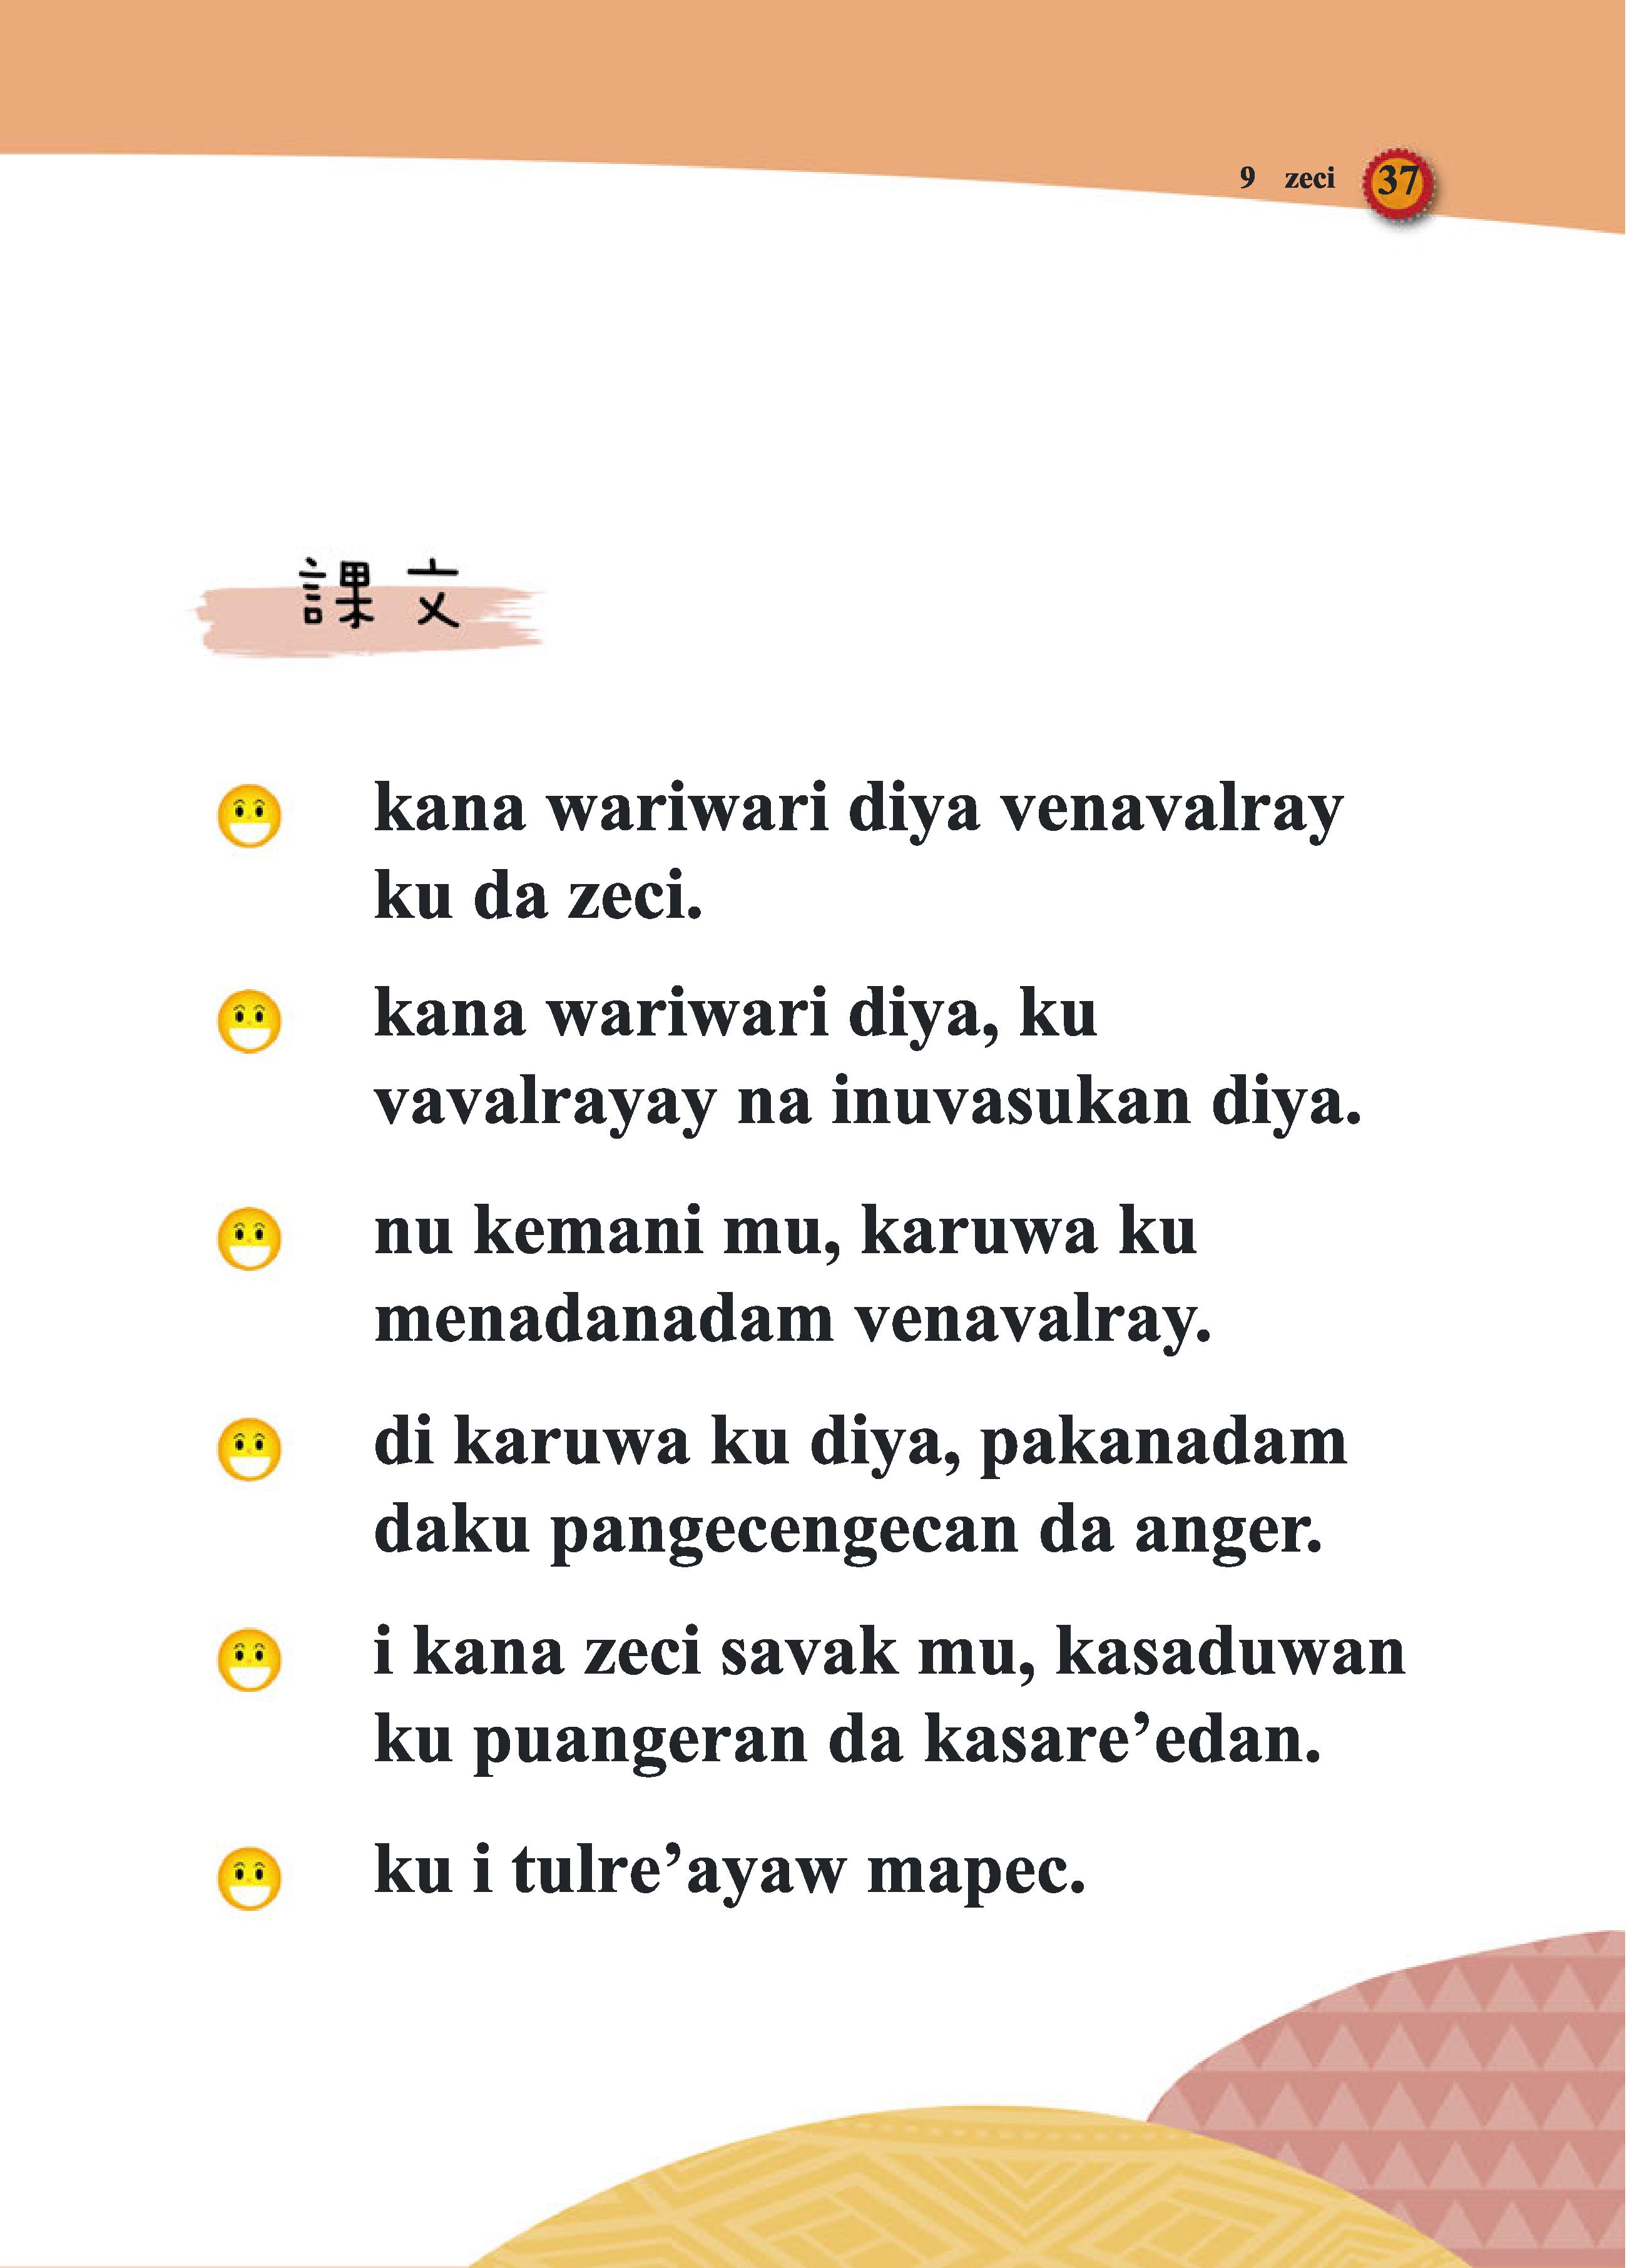 9 zeci 37
課文
kana wariwari diya venavalray
ku da zeci.
kana wariwari diya, ku
vavalrayay na inuvasukan diya.
nu kemani mu, karuwa ku
menadanadam venavalray.
di karuwa ku diya, pakanadam
daku pangecengecan da anger.
i kana zeci savak mu, kasaduwan
ku puangeran da kasare’edan.
ku i tulre’ayaw mapec.